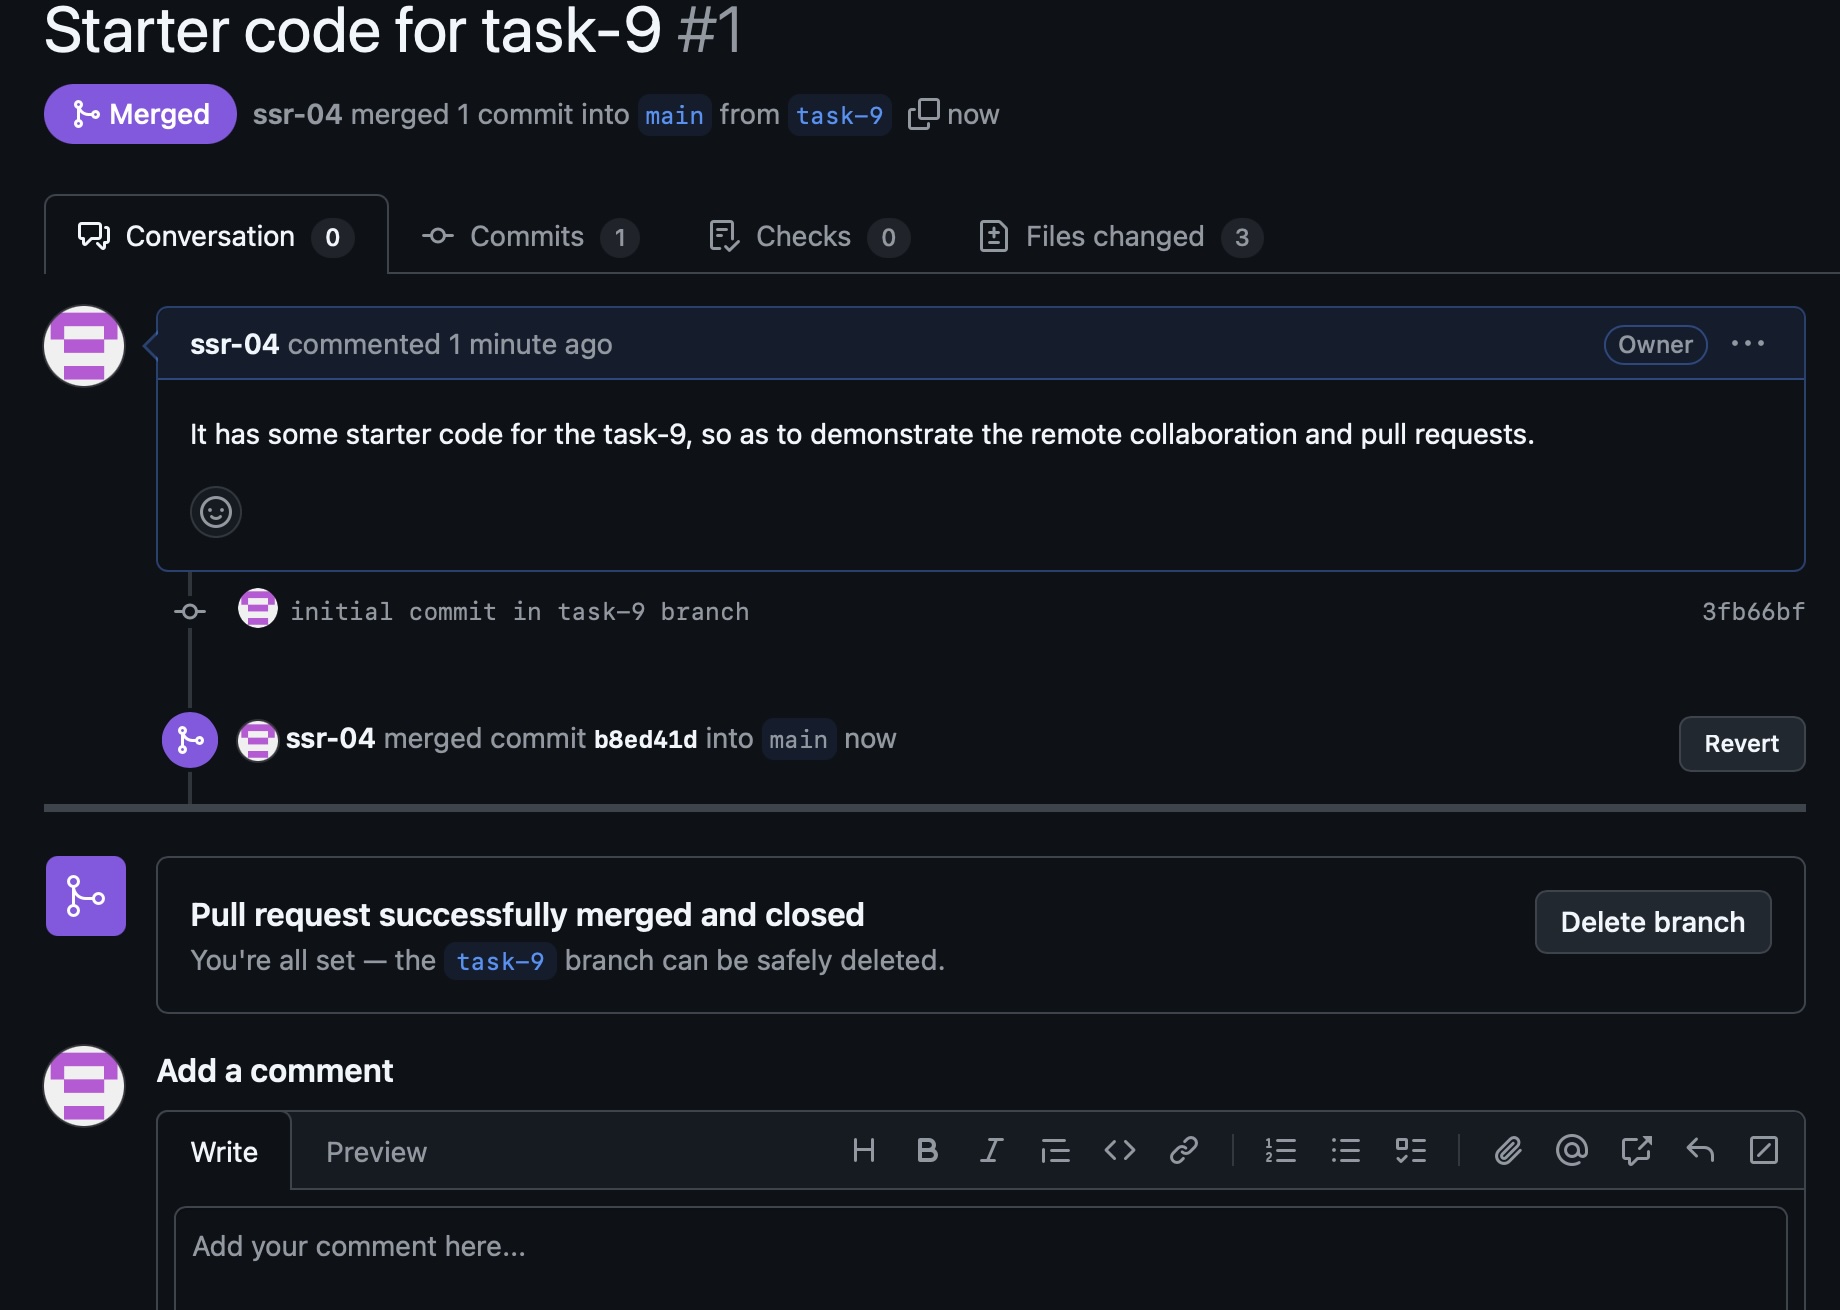 Starter code for task-9 #1
Merged ssr-04 merged 1 commit into main from task-9 now
Conversation 0 Commits 1 Checks 0 Files changed 3
ssr-04 commented 1 minute ago Owner
It has some starter code for the task-9, so as to demonstrate the remote collaboration and pull requests.
initial commit in task-9 branch 3fb66bf
ssr-04 merged commit b8ed41d into main now Revert
Pull request successfully merged and closed
Delete branch
You're all set — the task-9 branch can be safely deleted.
Add a comment
Write Preview
Add your comment here...